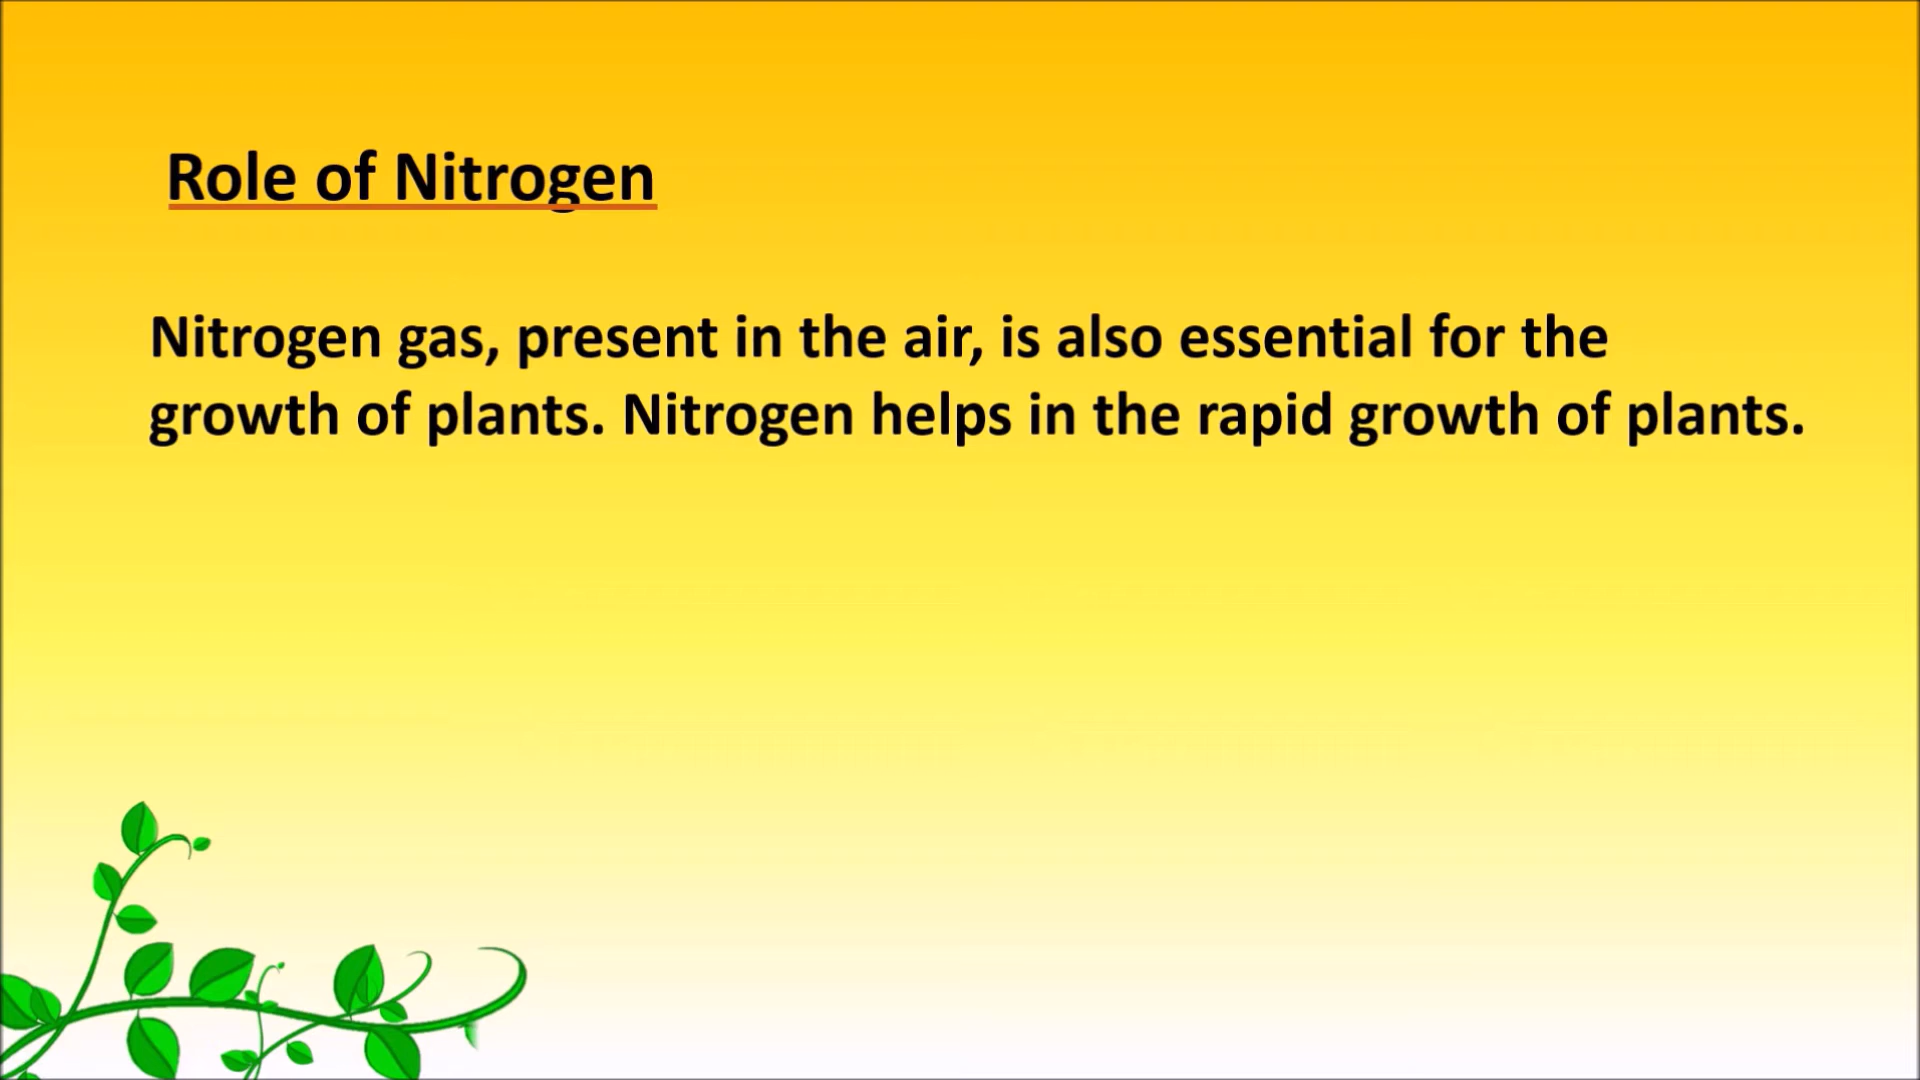 Role of Nitrogen
Nitrogen gas, present in the air, is also essential for the
growth of plants. Nitrogen helps in the rapid growth of plants.